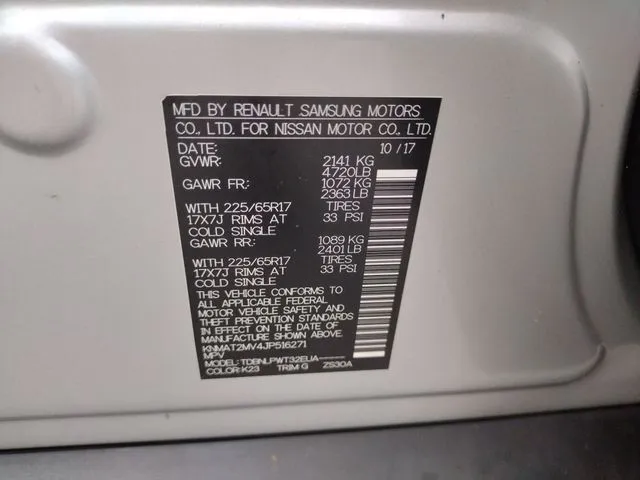 MFD BY RENAULT SAMSUNG MOTORS
CO., LTD. FOR NISSAN MOTOR CO., LTD.
DATE: 10/17
GVWR: 2141 KG
4720LB
GAWR FR: 1072 KG
2363 LB
WITH 225/65R17 TIRES
17X7J RIMS AT 33 PSI
COLD SINGLE
GAWR RR: 1089 KG
2401 LB
WITH 225/65R17 TIRES
17X7J RIMS AT 33 PSI
COLD SINGLE
THIS VEHICLE CONFORMS TO
ALL APPLICABLE FEDERAL
MOTOR VEHICLE SAFETY AND
THEFT PREVENTION STANDARDS
IN EFFECT ON THE DATE OF
MANUFACTURE SHOWN ABOVE.
KNMAT2MV4JP516271
MPV
MODEL: TDBNLPWT32EUA------
COLOR: K23 TRIM G ZS30A